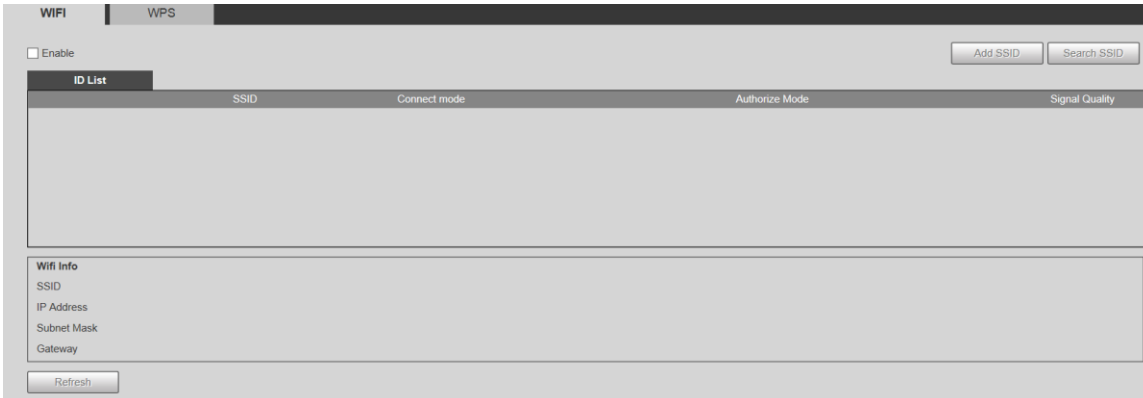 WIFI WPS
Enable Add SSID Search SSID
ID List
SSID Connect mode Authorize Mode Signal Quality
Wifi Info
SSID
IP Address
Subnet Mask
Gateway
Refresh